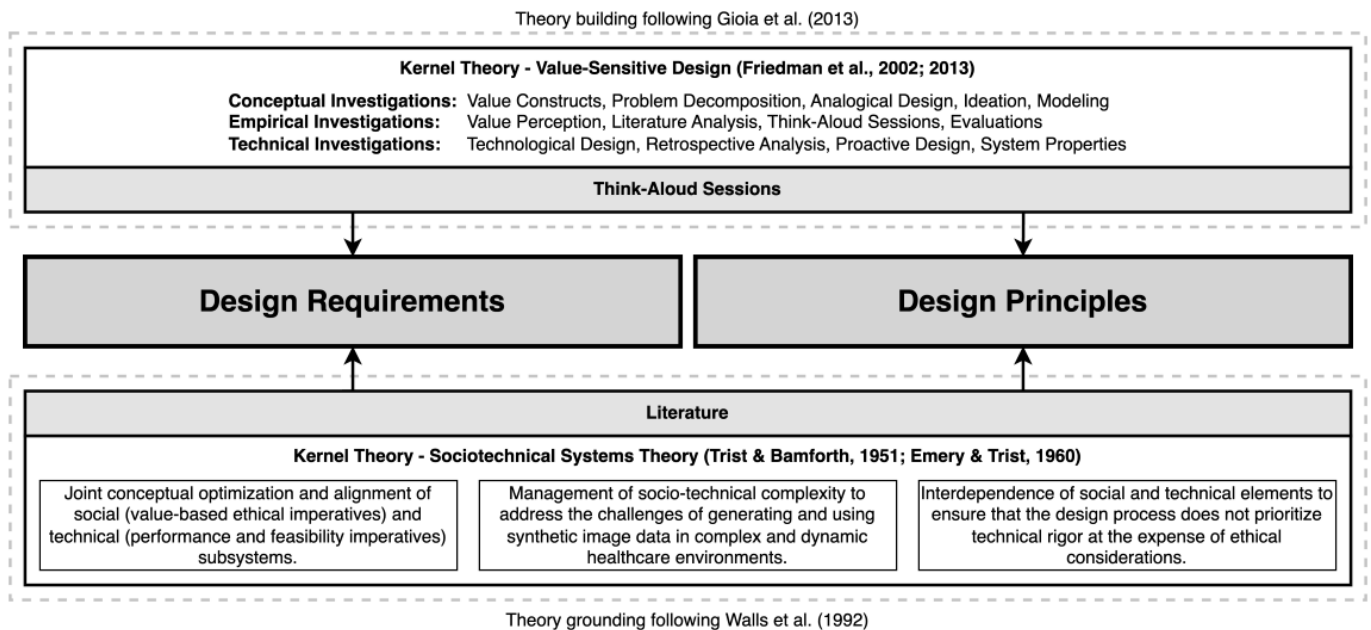 Theory building following Gioia et al. (2013)
Kernel Theory - Value-Sensitive Design (Friedman et al., 2002; 2013)
Conceptual Investigations: Value Constructs, Problem Decomposition, Analogical Design, Ideation, Modeling
Empirical Investigations: Value Perception, Literature Analysis, Think-Aloud Sessions, Evaluations
Technical Investigations: Technological Design, Retrospective Analysis, Proactive Design, System Properties
Think-Aloud Sessions
Design Requirements
Design Principles
Literature
Kernel Theory - Sociotechnical Systems Theory (Trist & Bamforth, 1951; Emery & Trist, 1960)
Joint conceptual optimization and alignment of
social (value-based ethical imperatives) and
technical (performance and feasibility imperatives)
subsystems.
Management of socio-technical complexity to
address the challenges of generating and using
synthetic image data in complex and dynamic
healthcare environments.
Interdependence of social and technical elements to
ensure that the design process does not prioritize
technical rigor at the expense of ethical
considerations.
Theory grounding following Walls et al. (1992)